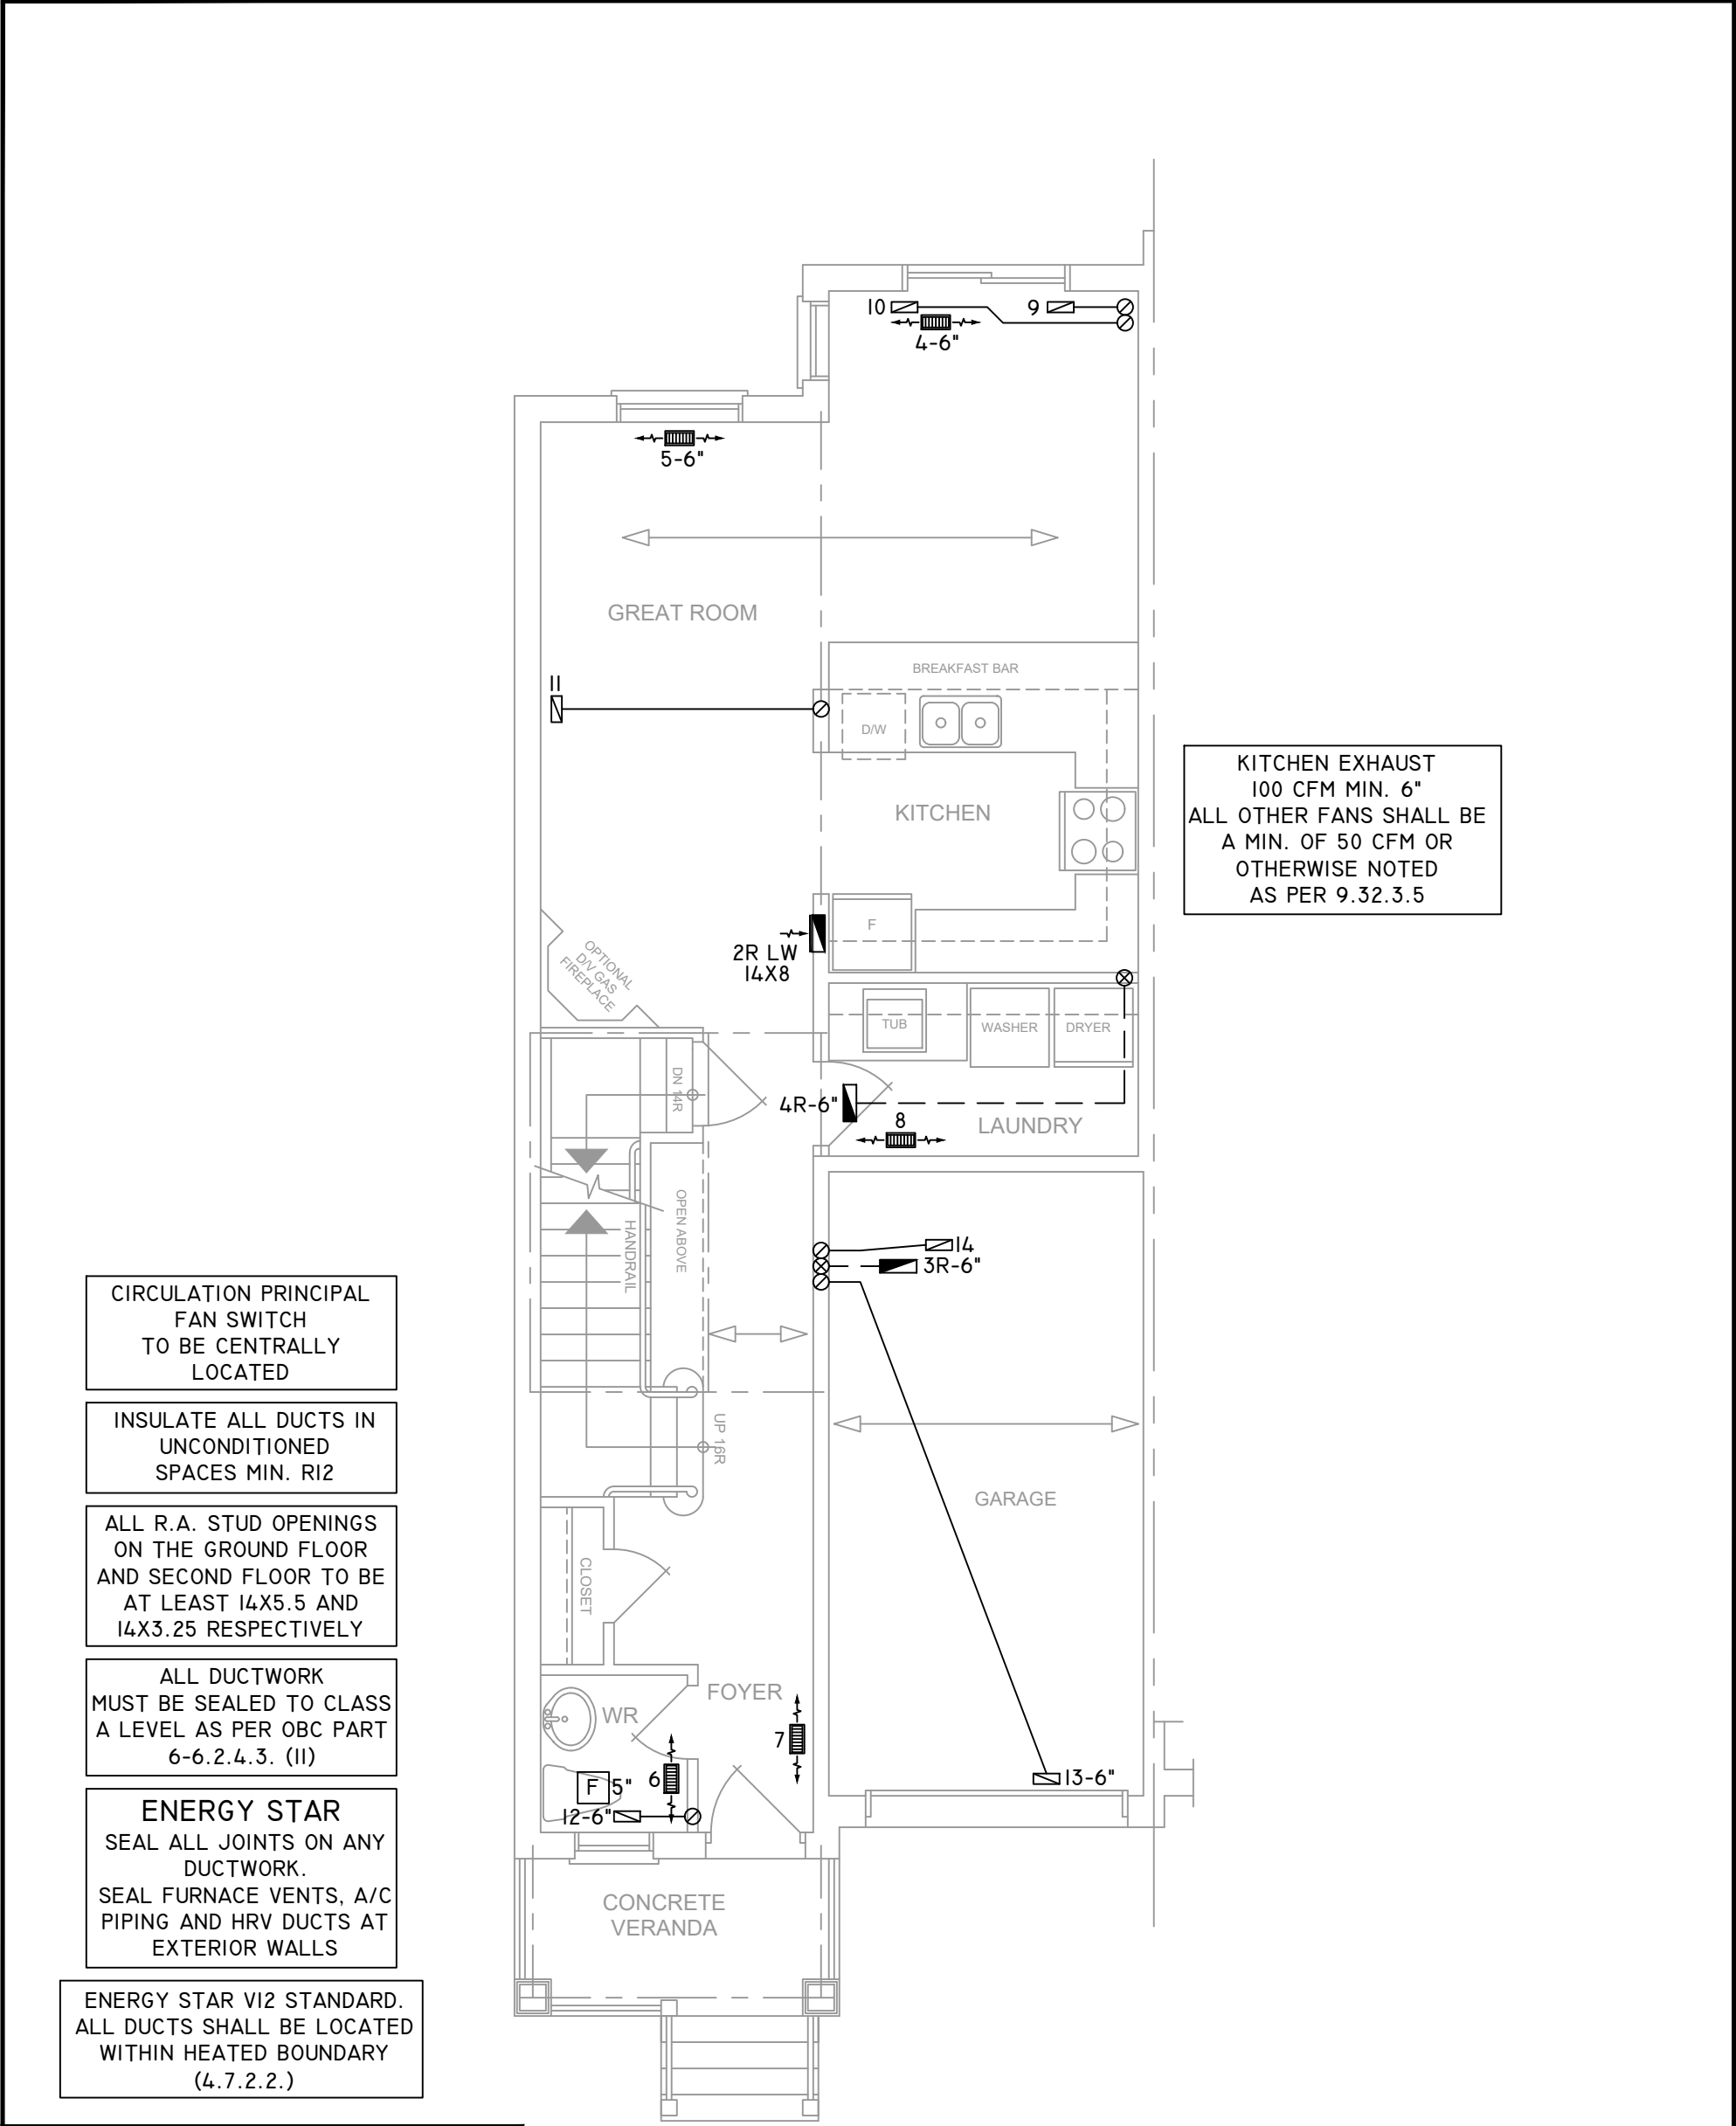 10
9
4-6"
5-6"
GREAT ROOM
BREAKFAST BAR
11
D/W
KITCHEN
KITCHEN EXHAUST
100 CFM MIN. 6"
ALL OTHER FANS SHALL BE
A MIN. OF 50 CFM OR
OTHERWISE NOTED
AS PER 9.32.3.5
F
2R LW
14X8
OPTIONAL
D/V GAS
FIREPLACE
TUB
WASHER
DRYER
DN 14R
4R-6"
8
LAUNDRY
OPEN ABOVE
HANDRAIL
14
3R-6"
UP 16R
GARAGE
CLOSET
FOYER
WR
7
6
F 5"
12-6"
13-6"
CONCRETE
VERANDA
CIRCULATION PRINCIPAL
FAN SWITCH
TO BE CENTRALLY
LOCATED
INSULATE ALL DUCTS IN
UNCONDITIONED
SPACES MIN. R12
ALL R.A. STUD OPENINGS
ON THE GROUND FLOOR
AND SECOND FLOOR TO BE
AT LEAST 14X5.5 AND
14X3.25 RESPECTIVELY
ALL DUCTWORK
MUST BE SEALED TO CLASS
A LEVEL AS PER OBC PART
6-6.2.4.3. (11)
ENERGY STAR
SEAL ALL JOINTS ON ANY
DUCTWORK.
SEAL FURNACE VENTS, A/C
PIPING AND HRV DUCTS AT
EXTERIOR WALLS
ENERGY STAR V12 STANDARD.
ALL DUCTS SHALL BE LOCATED
WITHIN HEATED BOUNDARY
(4.7.2.2.)